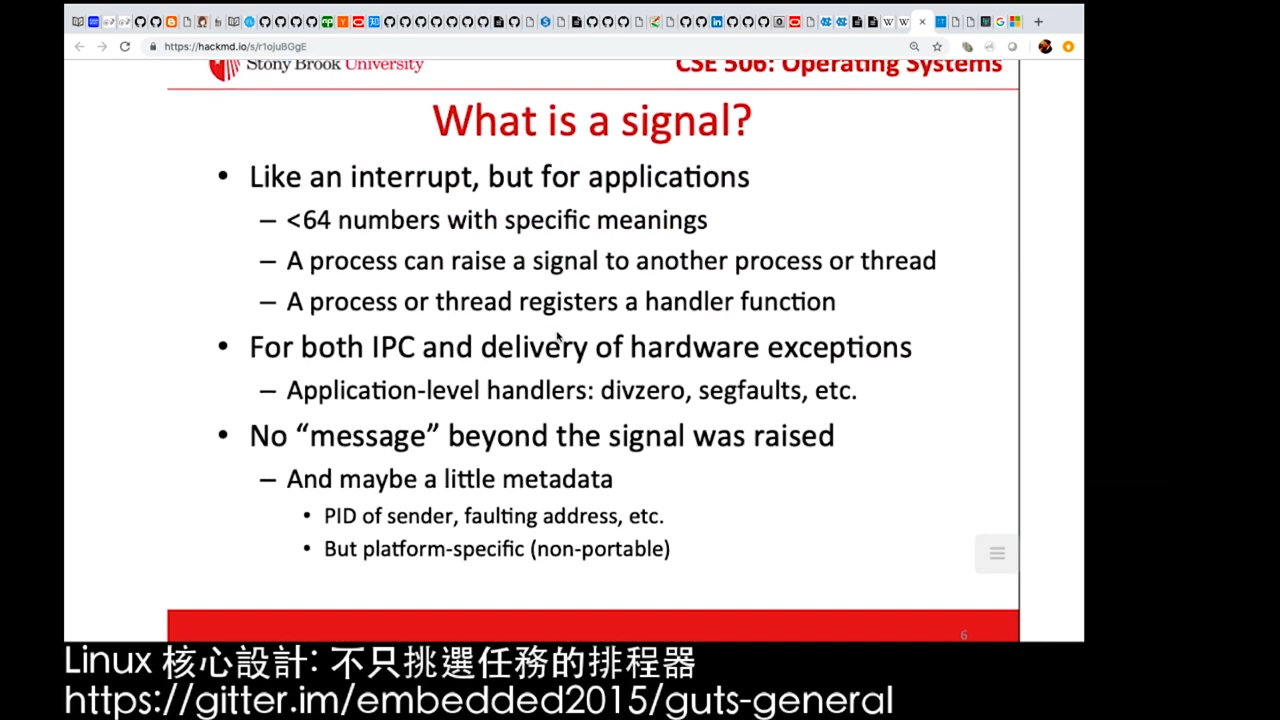 https://hackmd.io/s/r1ojuBGgE
Stony Brook University
CSE 506: Operating Systems
What is a signal?
• Like an interrupt, but for applications
– <64 numbers with specific meanings
– A process can raise a signal to another process or thread
– A process or thread registers a handler function
• For both IPC and delivery of hardware exceptions
– Application-level handlers: divzero, segfaults, etc.
• No “message” beyond the signal was raised
– And maybe a little metadata
• PID of sender, faulting address, etc.
• But platform-specific (non-portable)
6
Linux 核心設計: 不只挑選任務的排程器
https://gitter.im/embedded2015/guts-general